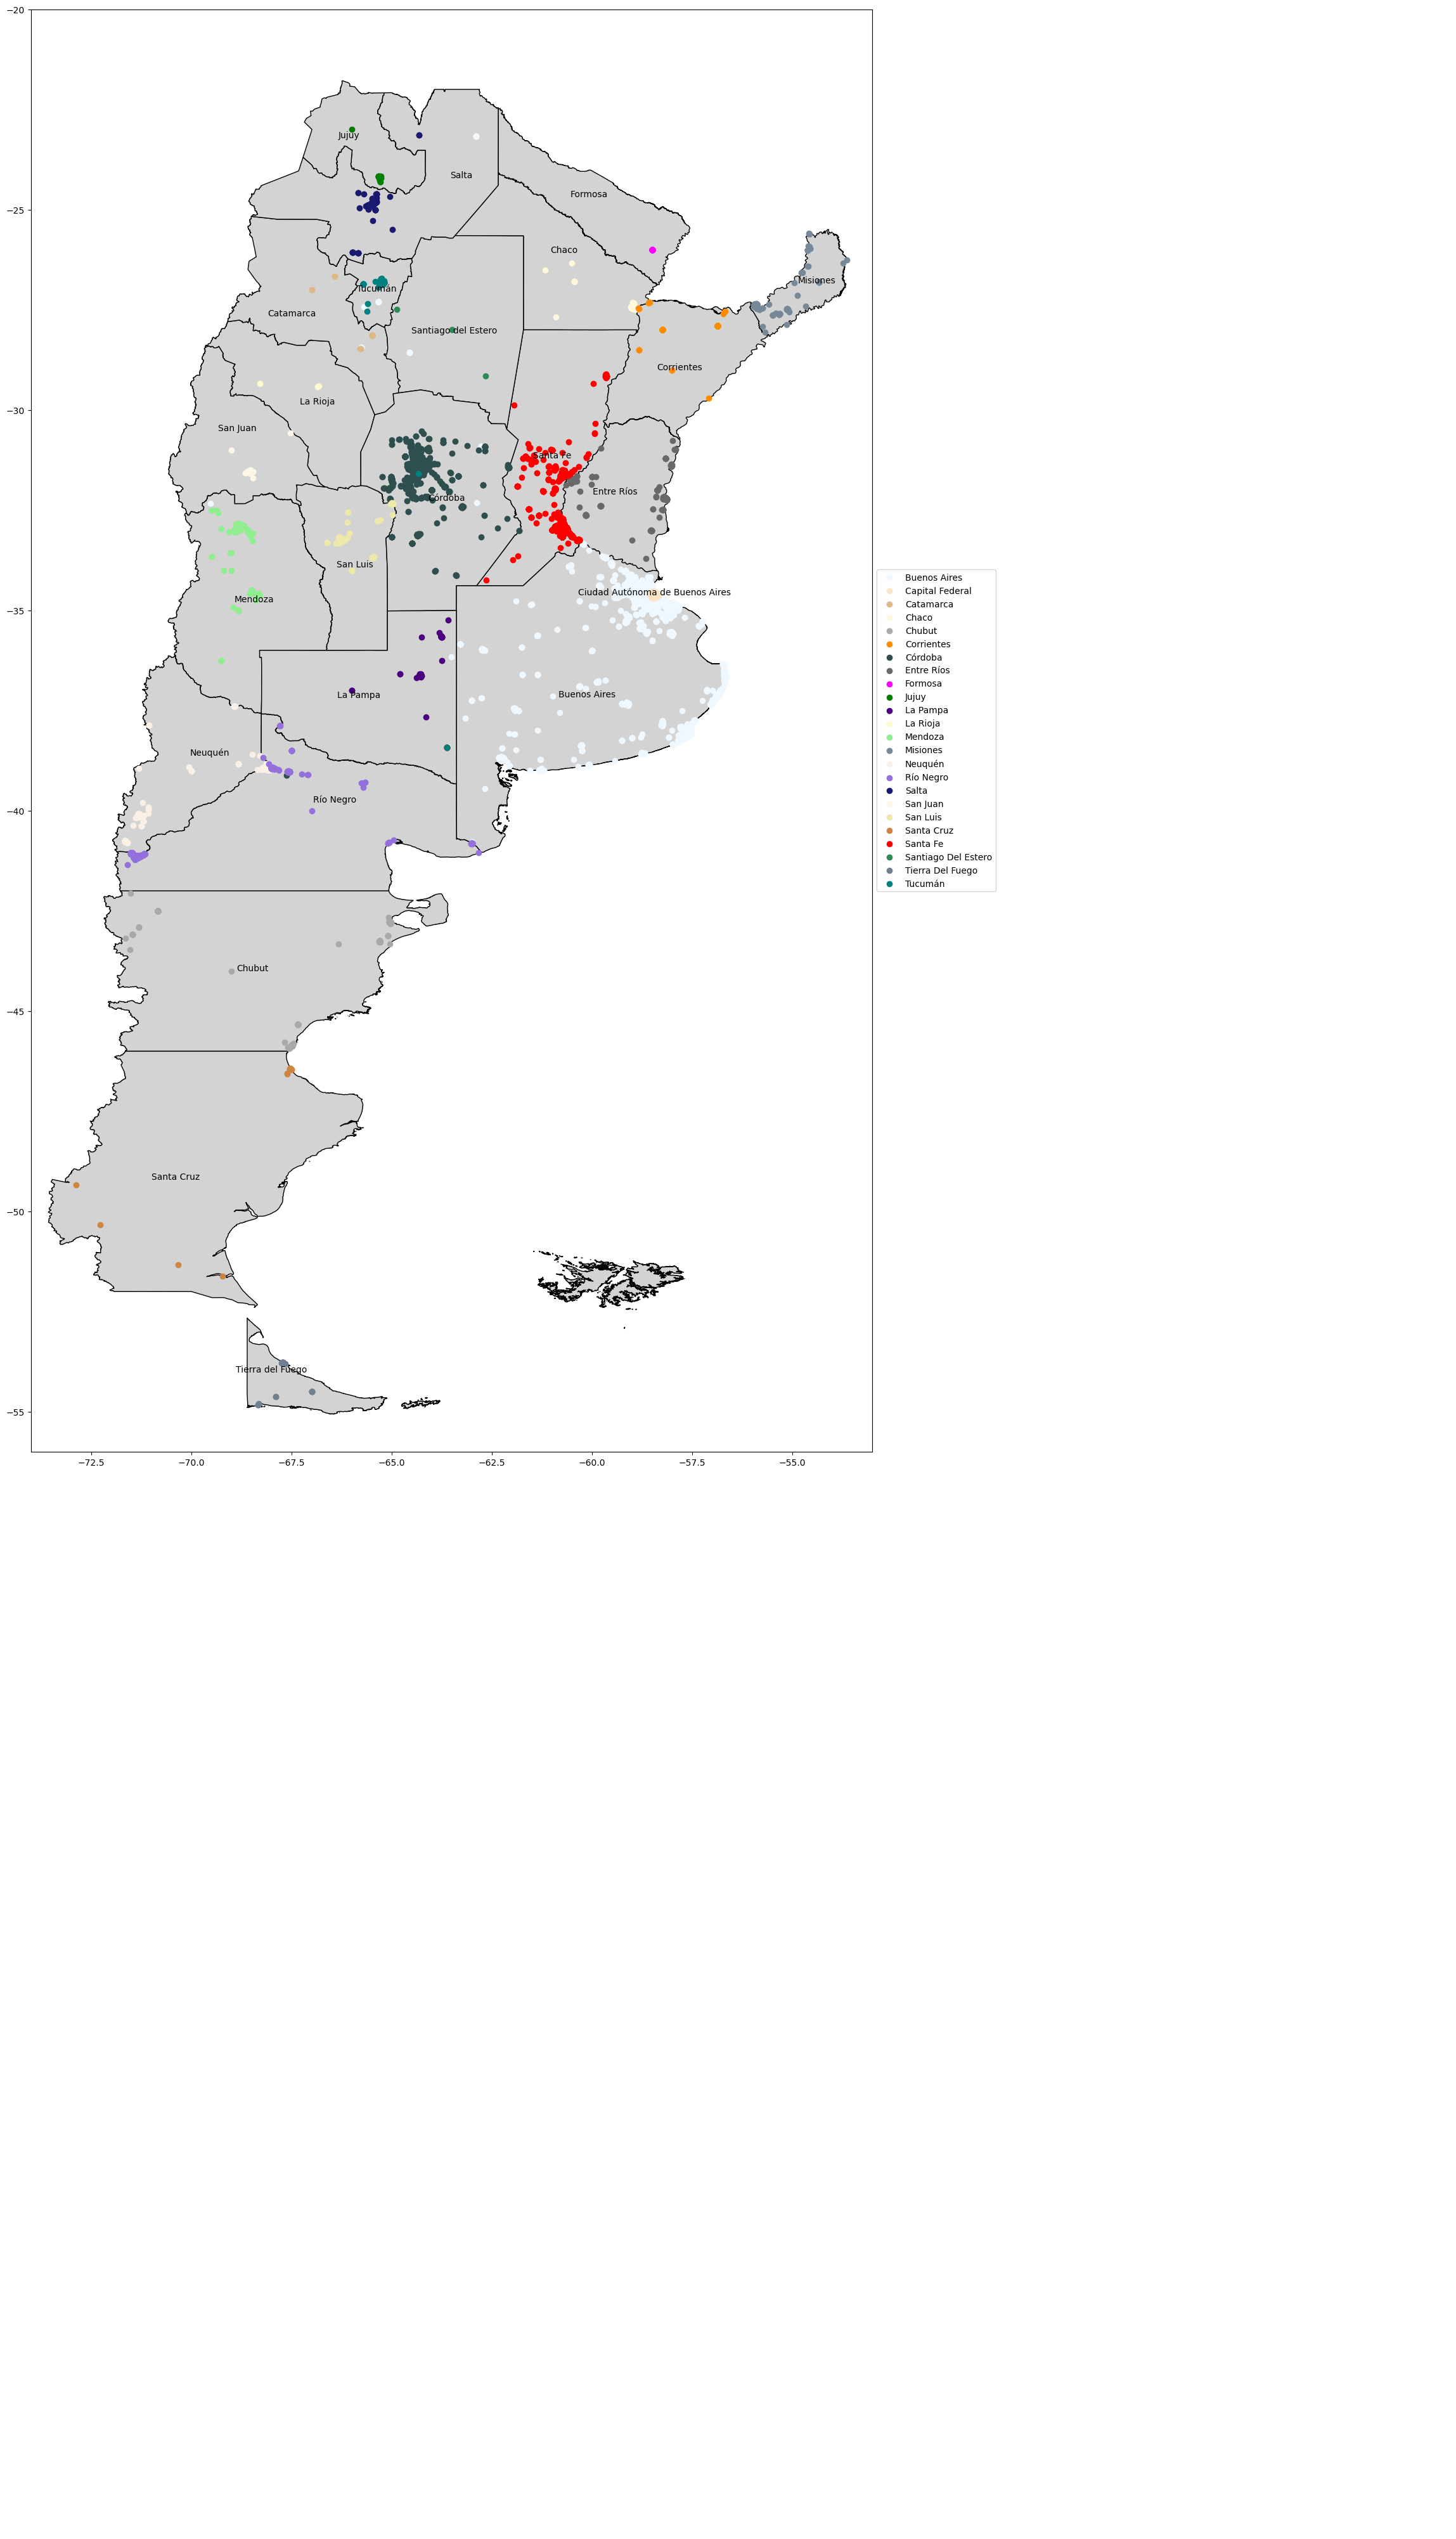 −20
Jujuy
Salta
Formosa
−25
Chaco
Misiones
Tucumán
Catamarca
Santiago del Estero
Corrientes
La Rioja
−30
San Juan
Santa Fe
Entre Ríos
Córdoba
San Luis
Ciudad Autónoma de Buenos Aires
Mendoza
−35
Buenos Aires
La Pampa
Neuquén
Río Negro
−40
Chubut
−45
Santa Cruz
−50
Tierra del Fuego
−55
−72.5 −70.0 −67.5 −65.0 −62.5 −60.0 −57.5 −55.0
Buenos Aires
Capital Federal
Catamarca
Chaco
Chubut
Corrientes
Córdoba
Entre Ríos
Formosa
Jujuy
La Pampa
La Rioja
Mendoza
Misiones
Neuquén
Río Negro
Salta
San Juan
San Luis
Santa Cruz
Santa Fe
Santiago Del Estero
Tierra Del Fuego
Tucumán